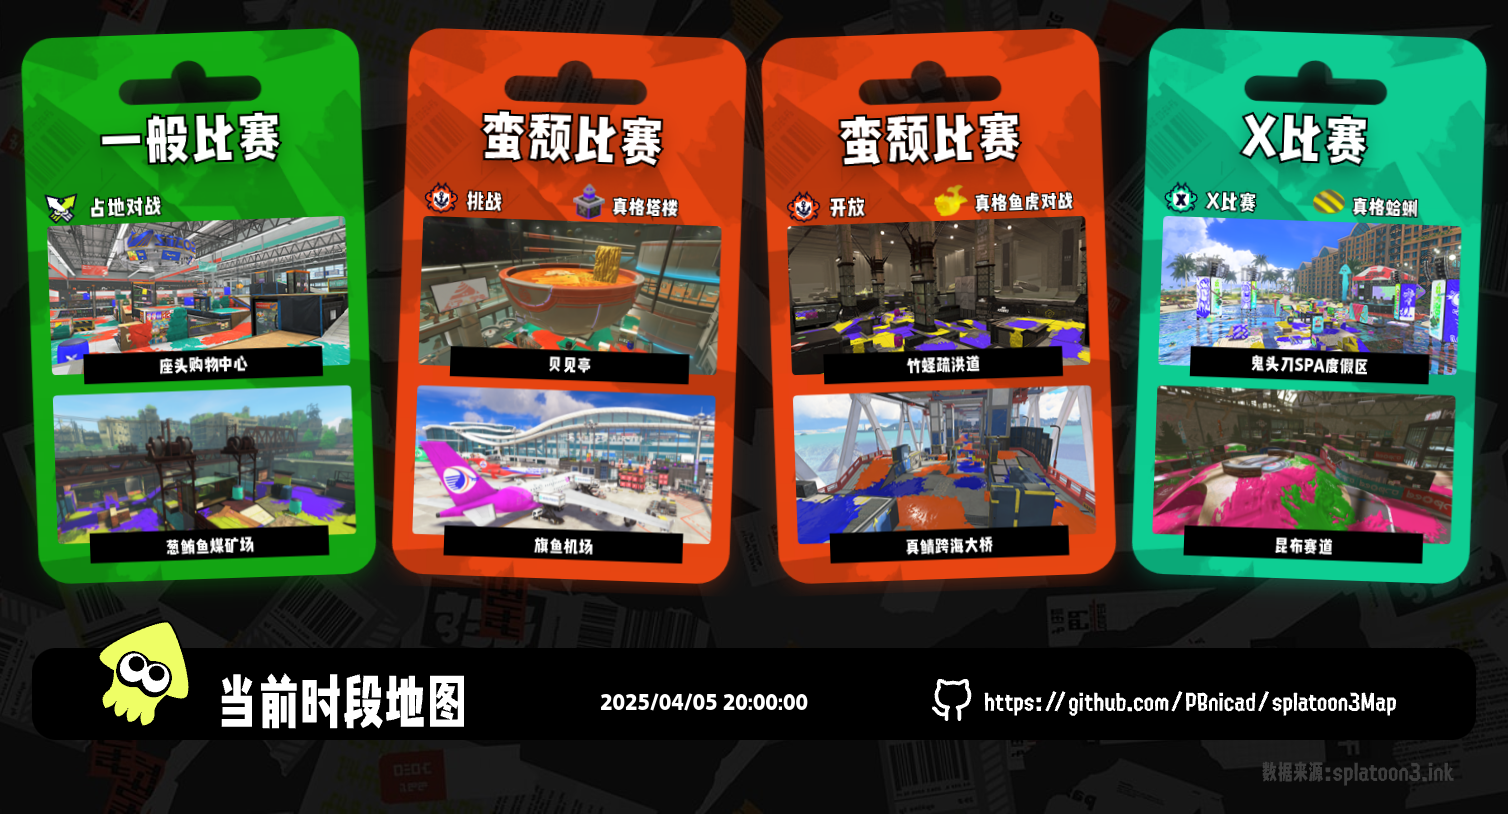 一般比赛
占地对战
座头购物中心
葱鲔鱼煤矿场
蛮颓比赛
挑战
真格塔楼
贝贝亭
旗鱼机场
蛮颓比赛
开放
真格鱼虎对战
竹蛏疏洪道
真鲭跨海大桥
X比赛
X比赛
真格蛤蜊
鬼头刀SPA度假区
昆布赛道
当前时段地图
2025/04/05 20:00:00
https://github.com/PBnicad/splatoon3Map
数据来源:splatoon3.ink